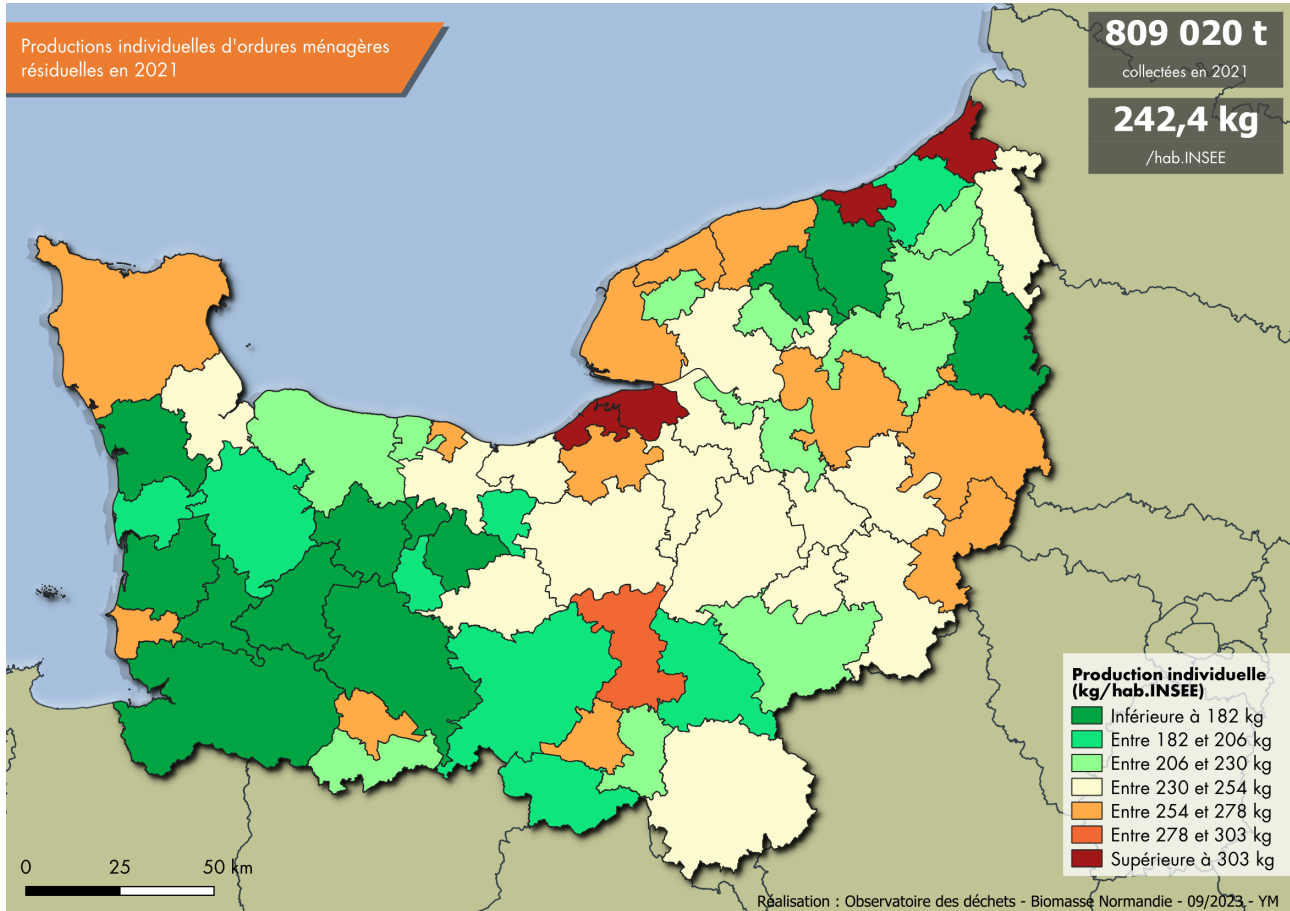 Productions individuelles d'ordures ménagères
résiduelles en 2021
809 020 t
collectées en 2021
242,4 kg
/hab.INSEE
Production individuelle
(kg/hab.INSEE)
Inférieure à 182 kg
Entre 182 et 206 kg
Entre 206 et 230 kg
Entre 230 et 254 kg
Entre 254 et 278 kg
Entre 278 et 303 kg
Supérieure à 303 kg
0 25 50 km
Réalisation : Observatoire des déchets - Biomasse Normandie - 09/2023 - YM